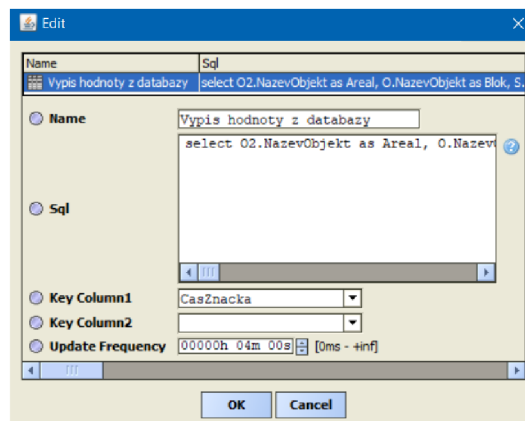 Edit
Name Sql
Vypis hodnoty z databazy select O2.NazevObjekt as Areal, O.NazevObjekt as Blok, S.
Name Vypis hodnoty z databazy
select O2.NazevObjekt as Areal, O.Nazev
Sql
Key Column1 CasZnacka
Key Column2
Update Frequency 00000h 04m 00s [0ms - +inf]
OK Cancel